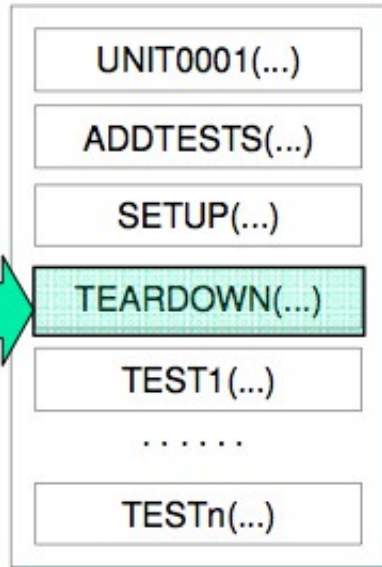 UNIT0001(...)
ADDTESTS(...)
SETUP(...)
TEARDOWN(...)
TEST1(...)
. . . . . .
TESTn(...)